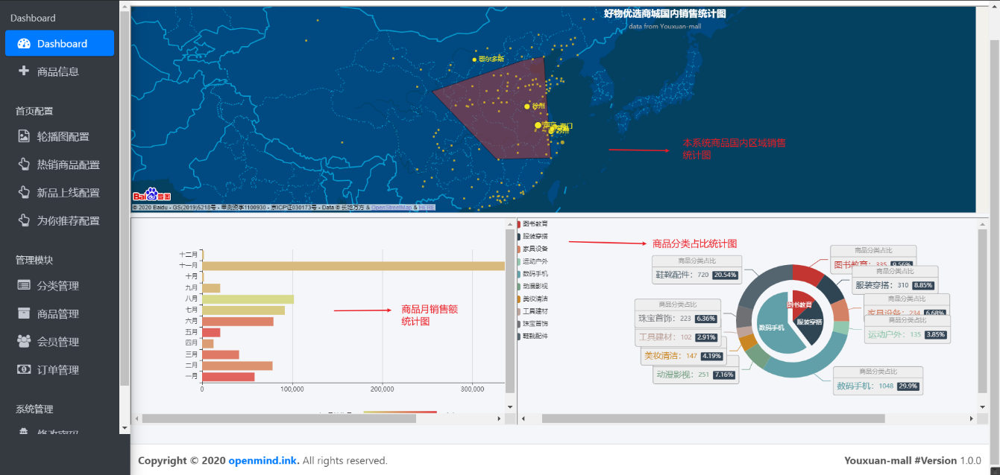 Dashboard
Dashboard
商品信息
首页配置
轮播图配置
热销商品配置
新品上线配置
为你推荐配置
管理模块
分类管理
商品管理
会员管理
订单管理
系统管理
好物优选商城国内销售统计图
data from Youxuan-mall
鄂尔多斯
徐州
南京
海门
苏州
本系统商品国内区域销售
统计图
Baidu 地图
© 2020 Baidu - GS(2019)5218号 - 甲测资字1100930 - 京ICP证030173号 - Data © 长地万方 & OpenStreetMap & HERE
十二月
十一月
十月
九月
八月
七月
六月
五月
四月
三月
二月
一月
0 100,000 200,000 300,000
商品月销售额
统计图
图书教育
服装穿搭
家具设备
运动户外
数码手机
动漫影视
美妆清洁
工具建材
珠宝首饰
鞋靴配件
商品分类占比统计图
商品分类占比
图书教育: 335 9.56%
商品分类占比
服装穿搭: 310 8.85%
商品分类占比
家具设备: 234 6.68%
商品分类占比
运动户外: 135 3.85%
商品分类占比
数码手机: 1048 29.9%
商品分类占比
鞋靴配件: 720 20.54%
商品分类占比
珠宝首饰: 223 6.36%
工具建材: 102 2.91%
美妆清洁: 147 4.19%
动漫影视: 251 7.16%
图书教育
服装穿搭
数码手机
Copyright © 2020 openmind.ink. All rights reserved.
Youxuan-mall #Version 1.0.0